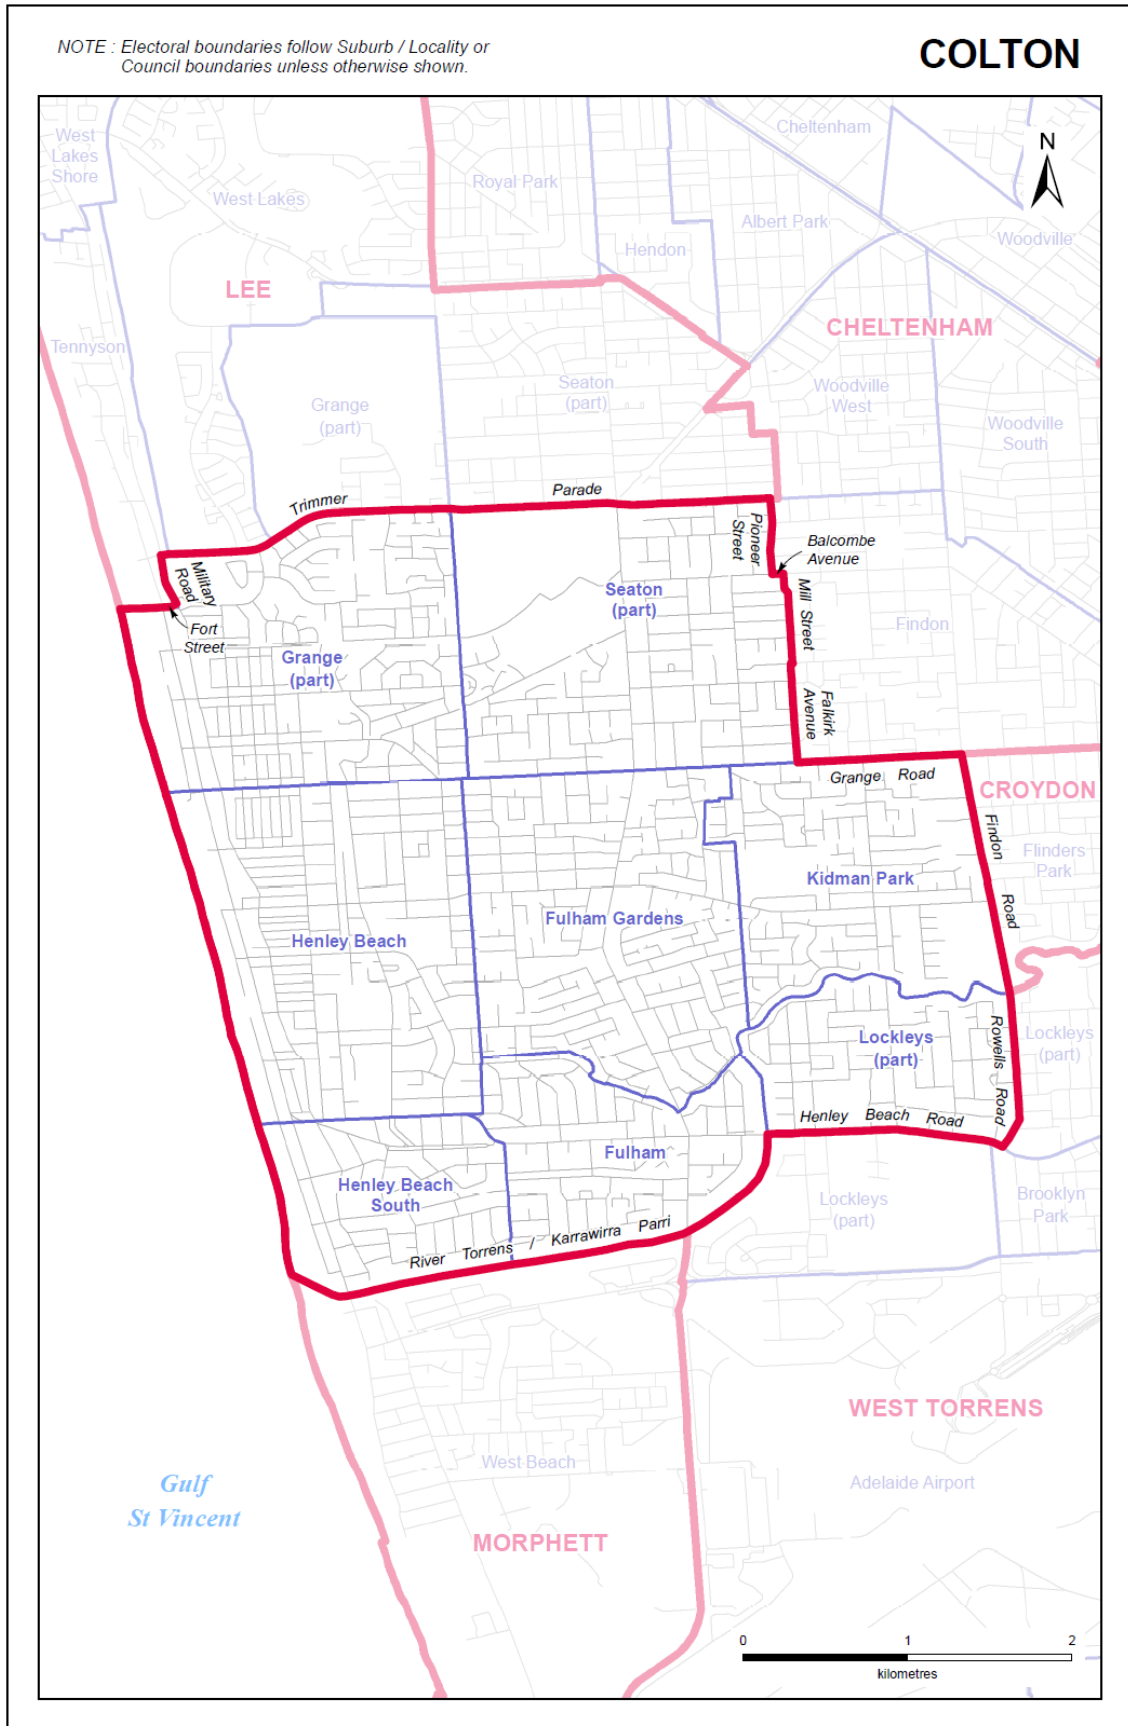 NOTE : Electoral boundaries follow Suburb / Locality or
Council boundaries unless otherwise shown.
COLTON
N
West
Lakes
Shore
West Lakes
Royal Park
Cheltenham
Albert Park
Hendon
Woodville
LEE
CHELTENHAM
Tennyson
Grange
(part)
Seaton
(part)
Woodville
West
Woodville
South
Trimmer
Parade
Pioneer
Street
Balcombe
Avenue
Military
Road
Fort
Street
Seaton
(part)
Mill Street
Findon
Grange
(part)
Falkirk
Avenue
Grange Road
CROYDON
Findon Road
Flinders
Park
Kidman Park
Fulham Gardens
Henley Beach
Lockleys
(part)
Rowells Road
Lockleys
(part)
Henley Beach Road
Fulham
Henley Beach
South
Lockleys
(part)
Brooklyn
Park
River Torrens / Karrawirra Parri
WEST TORRENS
West Beach
Adelaide Airport
Gulf
St Vincent
MORPHETT
0 1 2
kilometres